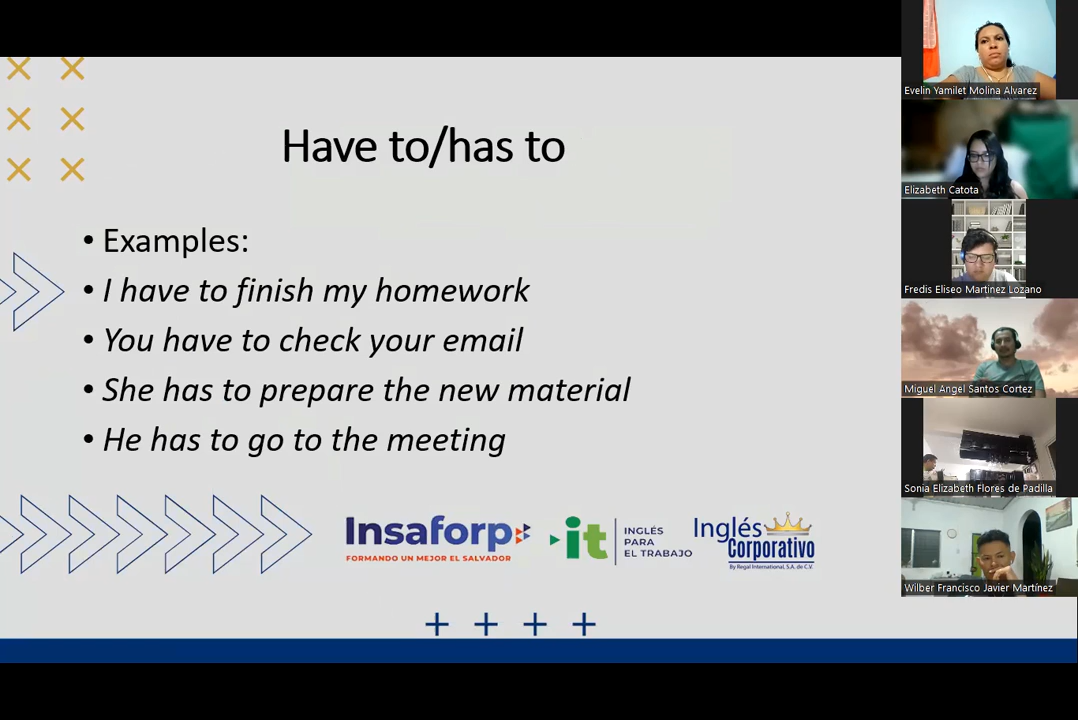 Have to/has to
• Examples:
• I have to finish my homework
• You have to check your email
• She has to prepare the new material
• He has to go to the meeting
Insaforp
FORMANDO UN MEJOR EL SALVADOR
it
INGLÉS
PARA
EL TRABAJO
Inglés
Corporativo
By Regal International, S.A. de C.V.
Evelin Yamilet Molina Alvarez
Elizabeth Catota
Fredis Eliseo Martinez Lozano
Miguel Angel Santos Cortez
Sonia Elizabeth Flores de Padilla
Wilber Francisco Javier Martínez